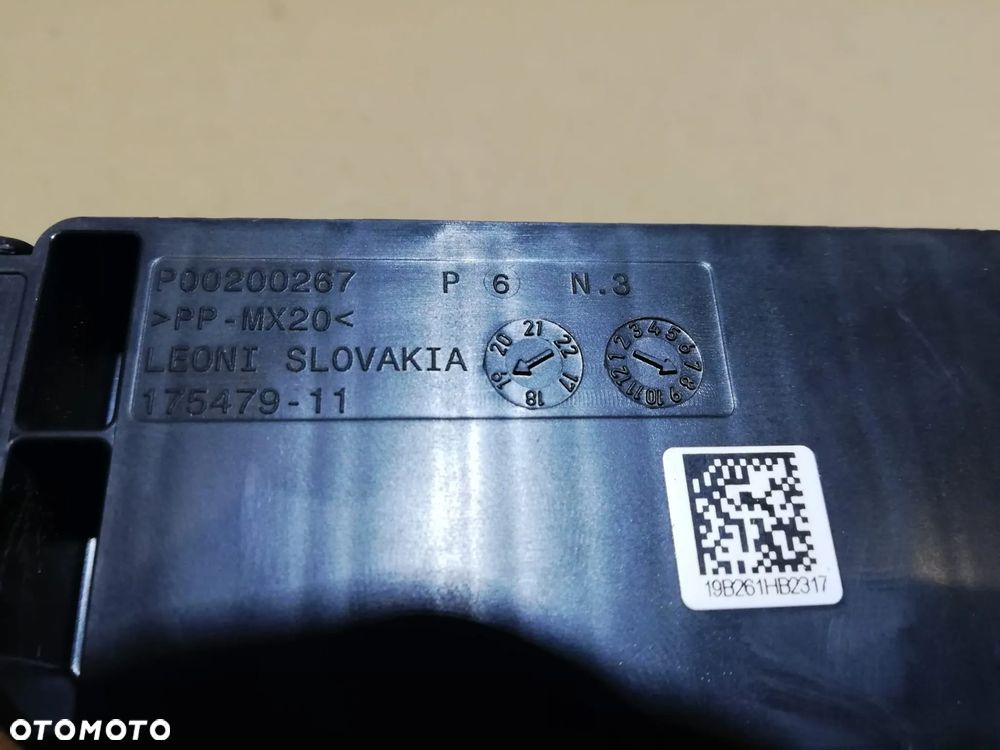 P00200267 P 6 N.3
>PP-MX20<
LEONI SLOVAKIA
175479-11
17 18 19 20 21 22
1 2 3 4 5 6 7 8 9 10 11 12
19B261HB2317
OTOMOTO